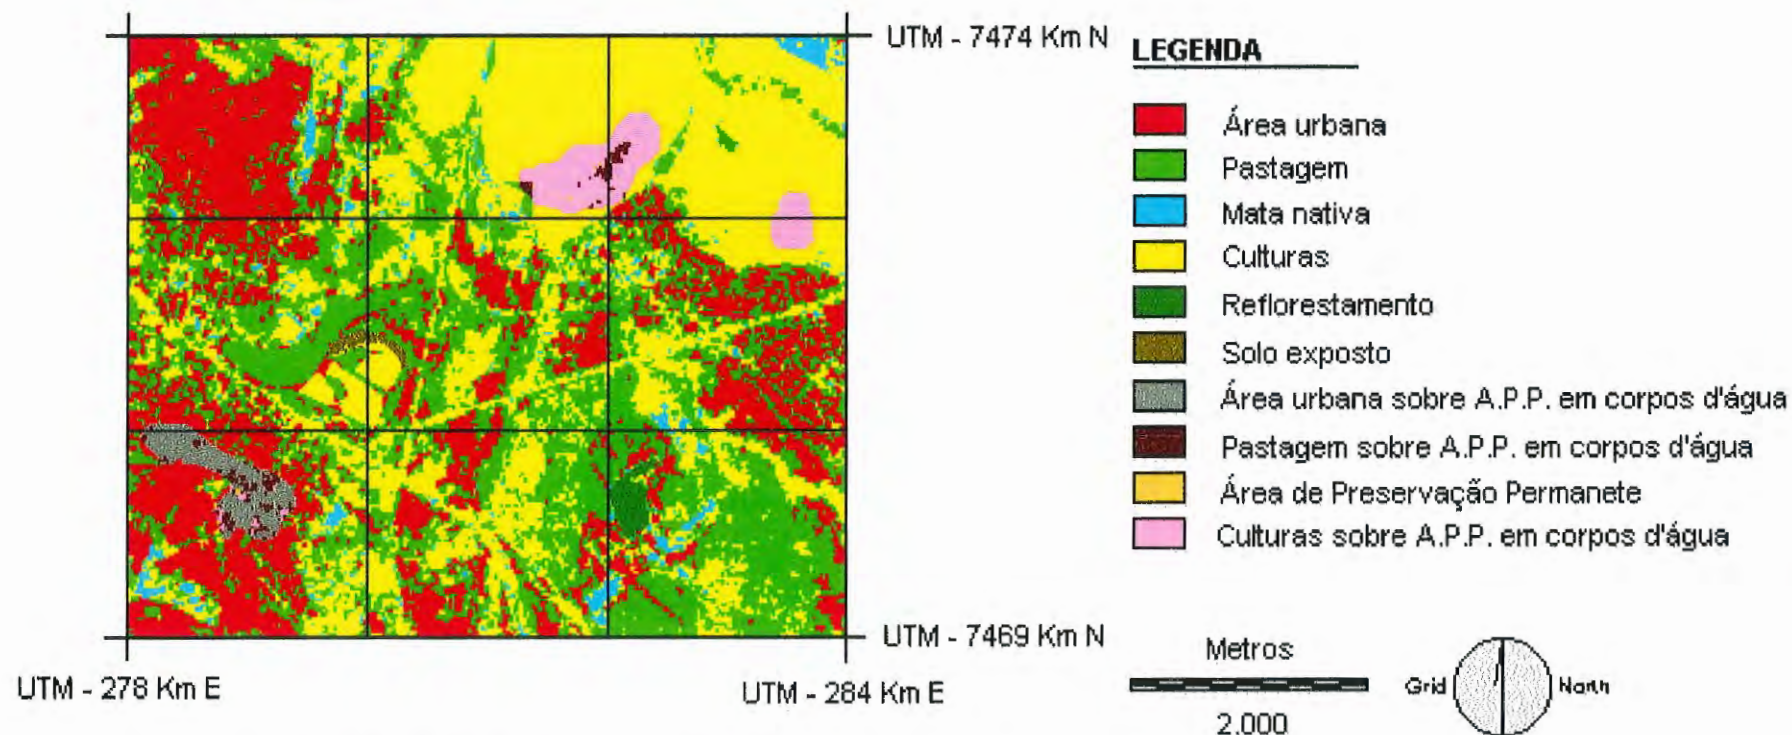 UTM - 7474 Km N
LEGENDA
Área urbana
Pastagem
Mata nativa
Culturas
Reflorestamento
Solo exposto
Área urbana sobre A.P.P. em corpos d'água
Pastagem sobre A.P.P. em corpos d'água
Área de Preservação Permanete
Culturas sobre A.P.P. em corpos d'água
UTM - 7469 Km N
UTM - 278 Km E
UTM - 284 Km E
Metros
2.000
Grid North